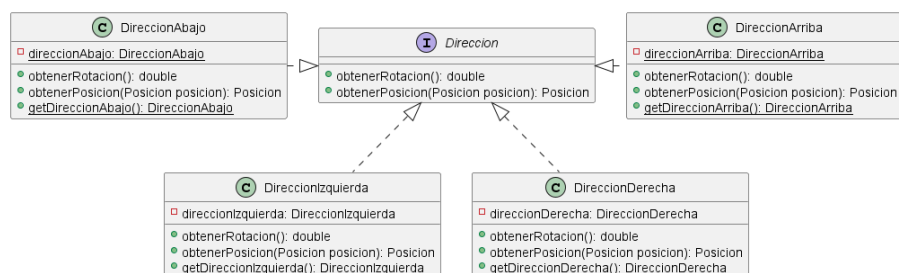 C DireccionAbajo
direccionAbajo: DireccionAbajo
obtenerRotacion(): double
obtenerPosicion(Posicion posicion): Posicion
getDireccionAbajo(): DireccionAbajo
I Direccion
obtenerRotacion(): double
obtenerPosicion(Posicion posicion): Posicion
C DireccionArriba
direccionArriba: DireccionArriba
obtenerRotacion(): double
obtenerPosicion(Posicion posicion): Posicion
getDireccionArriba(): DireccionArriba
C DireccionIzquierda
direccionIzquierda: DireccionIzquierda
obtenerRotacion(): double
obtenerPosicion(Posicion posicion): Posicion
getDireccionIzquierda(): DireccionIzquierda
C DireccionDerecha
direccionDerecha: DireccionDerecha
obtenerRotacion(): double
obtenerPosicion(Posicion posicion): Posicion
getDireccionDerecha(): DireccionDerecha